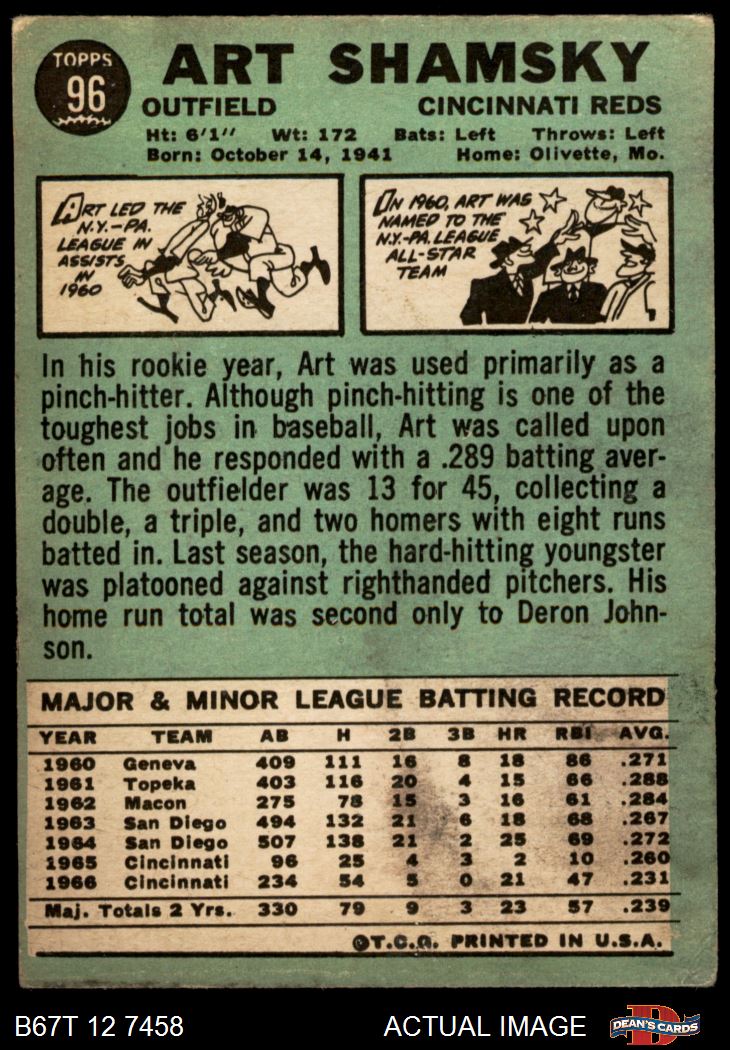 TOPPS
96
ART SHAMSKY
OUTFIELD CINCINNATI REDS
Ht: 6'1'' Wt: 172 Bats: Left Throws: Left
Born: October 14, 1941 Home: Olivette, Mo.
ART LED THE
N.Y.-PA.
LEAGUE IN
ASSISTS
IN
1960
IN 1960, ART WAS
NAMED TO THE
N.Y.-PA. LEAGUE
ALL-STAR
TEAM
In his rookie year, Art was used primarily as a
pinch-hitter. Although pinch-hitting is one of the
toughest jobs in baseball, Art was called upon
often and he responded with a .289 batting aver-
age. The outfielder was 13 for 45, collecting a
double, a triple, and two homers with eight runs
batted in. Last season, the hard-hitting youngster
was platooned against righthanded pitchers. His
home run total was second only to Deron John-
son.
MAJOR & MINOR LEAGUE BATTING RECORD
YEAR TEAM AB H 2B 3B HR RBI AVG.
1960 Geneva 409 111 16 8 18 86 .271
1961 Topeka 403 116 20 4 15 66 .288
1962 Macon 275 78 15 3 16 61 .284
1963 San Diego 494 132 21 6 18 68 .267
1964 San Diego 507 138 21 2 25 69 .272
1965 Cincinnati 96 25 4 3 2 10 .260
1966 Cincinnati 234 54 5 0 21 47 .231
Maj. Totals 2 Yrs. 330 79 9 3 23 57 .239
©T.C.G. PRINTED IN U.S.A.
B67T 12 7458 ACTUAL IMAGE
D
DEAN'S CARDS